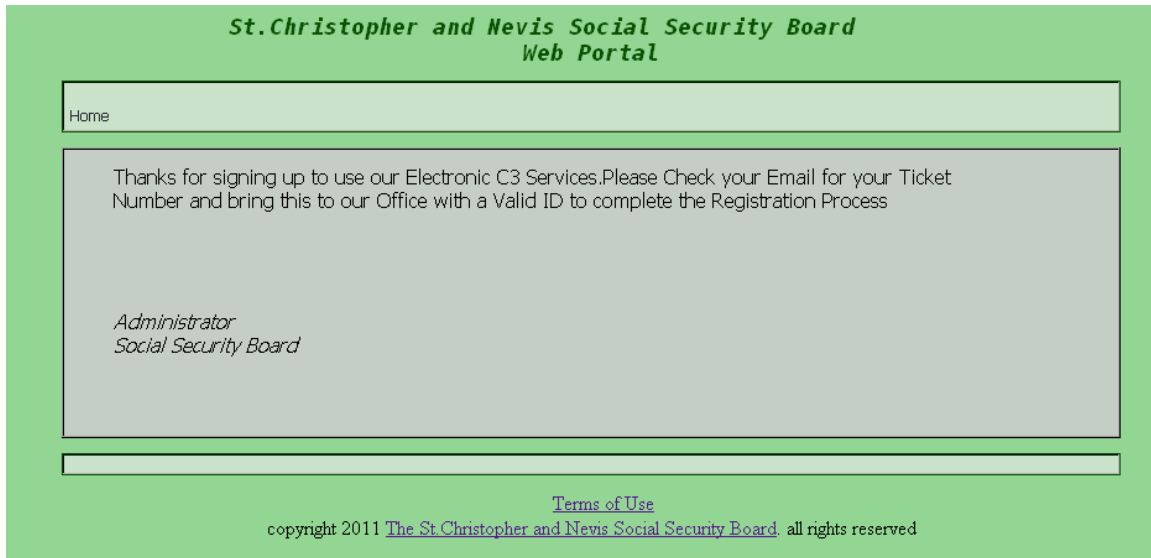 St.Christopher and Nevis Social Security Board
Web Portal
Home
Thanks for signing up to use our Electronic C3 Services.Please Check your Email for your Ticket
Number and bring this to our Office with a Valid ID to complete the Registration Process
Administrator
Social Security Board
Terms of Use
copyright 2011 The St.Christopher and Nevis Social Security Board. all rights reserved